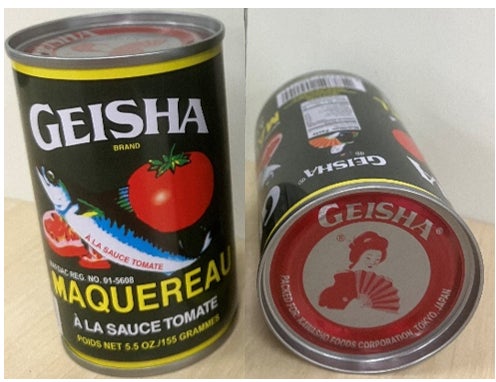 GEISHA
BRAND
À LA SAUCE TOMATE
NAFDAC REG. NO. 01-5608
MAQUEREAU
À LA SAUCE TOMATE
POIDS NET 5.5 OZ./155 GRAMMES
GEISHA
GEISHA®
PACKED FOR KAWASHO FOODS CORPORATION, TOKYO, JAPAN